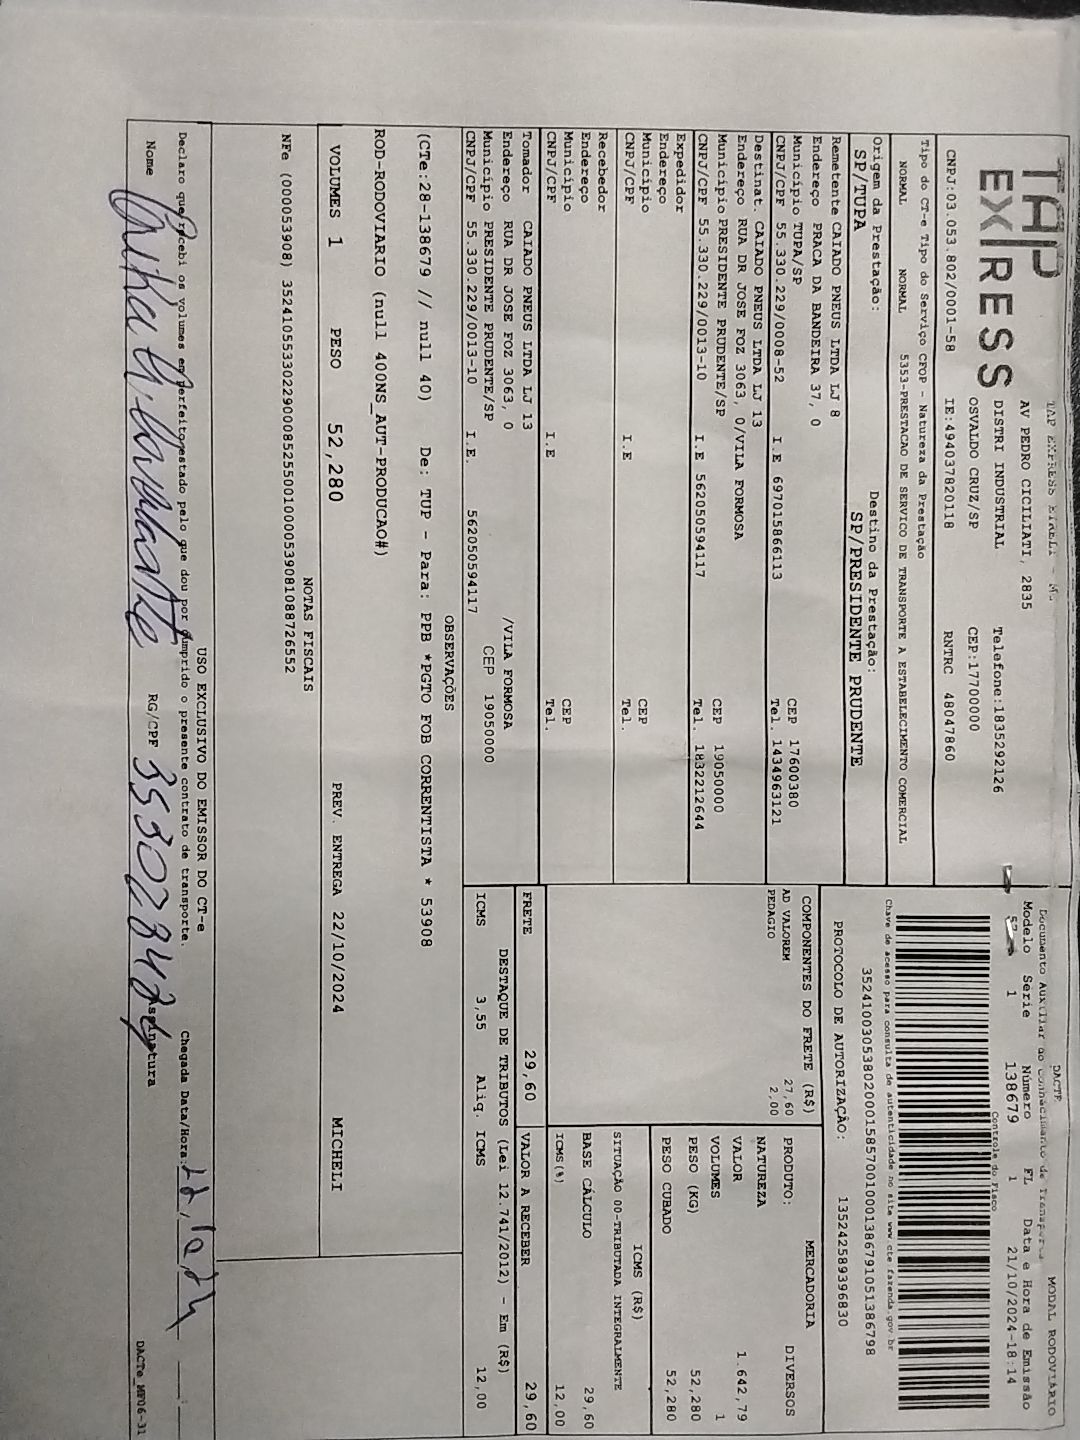 TAP
EX|RESS
TAP EXPRESS EIRELI - M
AV PEDRO CICILIATI, 2835
DISTRI INDUSTRIAL Telefone:1835292126
OSVALDO CRUZ/SP CEP:17700000
CNPJ:03.053.802/0001-58 IE:494037820118 RNTRC 48047860
DACTE MODAL RODOVIÁRIO
Documento Auxiliar do Conhecimento de Transporte
Modelo Série Número FL Data e Hora de Emissão
57 1 138679 1 21/10/2024-18:14
Controle do Fisco
Chave de acesso para consulta de autenticidade no site www.cte.fazenda.gov.br
35241003053802000158570010001386791051386798
PROTOCOLO DE AUTORIZAÇÃO: 135242589396830
Tipo do CT-e Tipo do Serviço CFOP - Natureza da Prestação
NORMAL NORMAL 5353-PRESTACAO DE SERVICO DE TRANSPORTE A ESTABELECIMENTO COMERCIAL
Origem da Prestação: Destino da Prestação:
SP/TUPA SP/PRESIDENTE PRUDENTE
Remetente CAIADO PNEUS LTDA LJ 8
Endereço PRACA DA BANDEIRA 37, 0
Município TUPA/SP CEP 17600380
CNPJ/CPF 55.330.229/0008-52 I.E 697015866113 Tel. 1434963121
Destinat. CAIADO PNEUS LTDA LJ 13
Endereço RUA DR JOSE FOZ 3063, 0/VILA FORMOSA
Município PRESIDENTE PRUDENTE/SP CEP 19050000
CNPJ/CPF 55.330.229/0013-10 I.E 562050594117 Tel. 1832212644
Expedidor
Endereço
Município CEP
CNPJ/CPF I.E Tel.
Recebedor
Endereço
Município CEP
CNPJ/CPF I.E Tel.
Tomador CAIADO PNEUS LTDA LJ 13
Endereço RUA DR JOSE FOZ 3063, 0 /VILA FORMOSA
Município PRESIDENTE PRUDENTE/SP CEP 19050000
CNPJ/CPF 55.330.229/0013-10 I.E. 562050594117
COMPONENTES DO FRETE (R$)
AD VALOREM 27,60
PEDAGIO 2,00
FRETE 29,60
MERCADORIA
PRODUTO: DIVERSOS
NATUREZA
VALOR 1.642,79
VOLUMES 1
PESO (KG) 52,280
PESO CUBADO 52,280
ICMS (R$)
SITUAÇÃO 00-TRIBUTADA INTEGRALMENTE
BASE CÁLCULO 29,60
ICMS(%) 12,00
VALOR A RECEBER 29,60
DESTAQUE DE TRIBUTOS (Lei 12.741/2012) - Em (R$)
ICMS 3,55 Aliq. ICMS 12,00
OBSERVAÇÕES
(CTe:28-138679 // null 40) De: TUP - Para: PPB *PGTO FOB CORRENTISTA * 53908
ROD-RODOVIARIO (null 400NS_AUT-PRODUCAO#)
VOLUMES 1 PESO 52,280 PREV. ENTREGA 22/10/2024 MICHELI
NOTAS FISCAIS
NFe (000053908) 35241055330229000852550010000539081088726552
USO EXCLUSIVO DO EMISSOR DO CT-e
Declaro que recebi os volumes em perfeito estado pelo que dou por cumprido o presente contrato de transporte. Chegada Data/Hora:
Nome RG/CPF Assinatura
DACTe_MF06-31